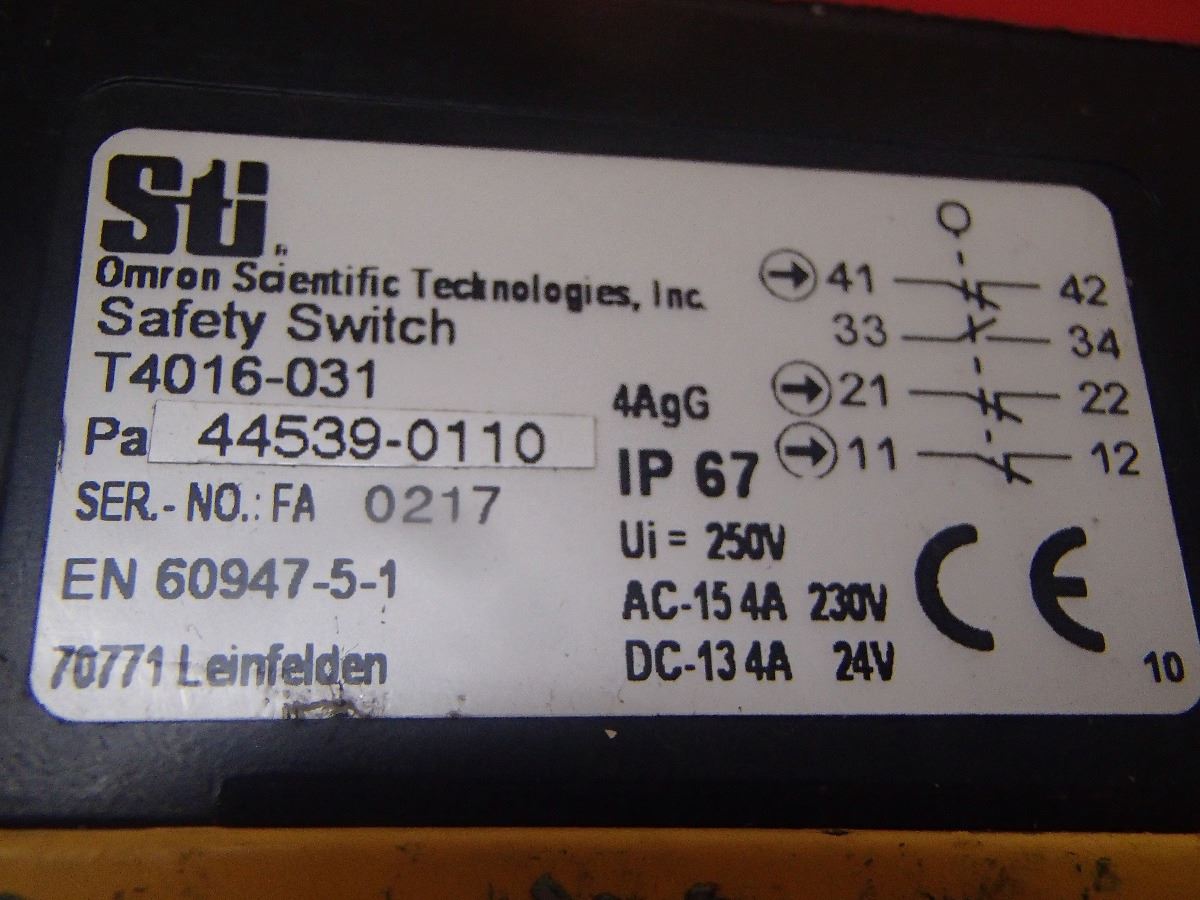 Sti
Omron Scientific Technologies, Inc.
Safety Switch
T4016-031
Pa 44539-0110
SER.- NO.: FA 0217
EN 60947-5-1
70771 Leinfelden
4AgG
IP 67
Ui = 250V
AC-15 4A 230V
DC-13 4A 24V
41 42
33 34
21 22
11 12
CE
10